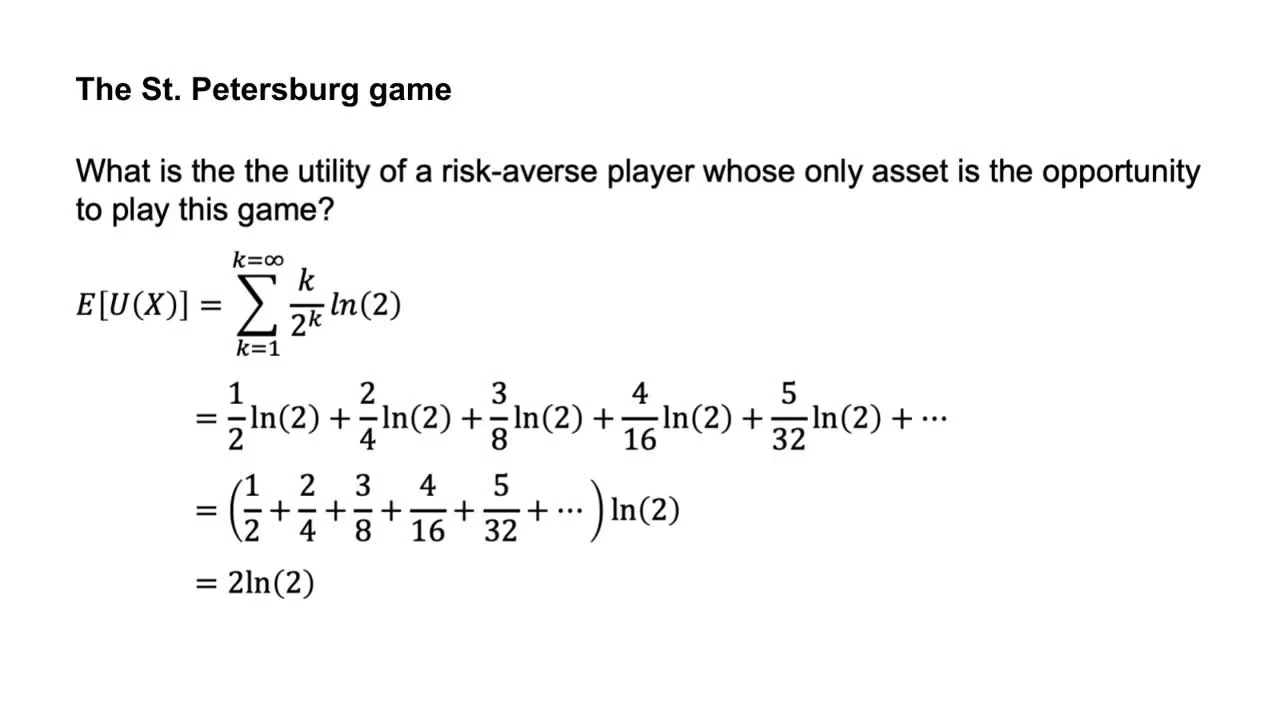 The St. Petersburg game
What is the the utility of a risk-averse player whose only asset is the opportunity
to play this game?
E[U(X)] = ∑_{k=1}^{k=∞} k/2^k ln(2)
= 1/2 ln(2) + 2/4 ln(2) + 3/8 ln(2) + 4/16 ln(2) + 5/32 ln(2) + ⋯
= (1/2 + 2/4 + 3/8 + 4/16 + 5/32 + ⋯) ln(2)
= 2ln(2)